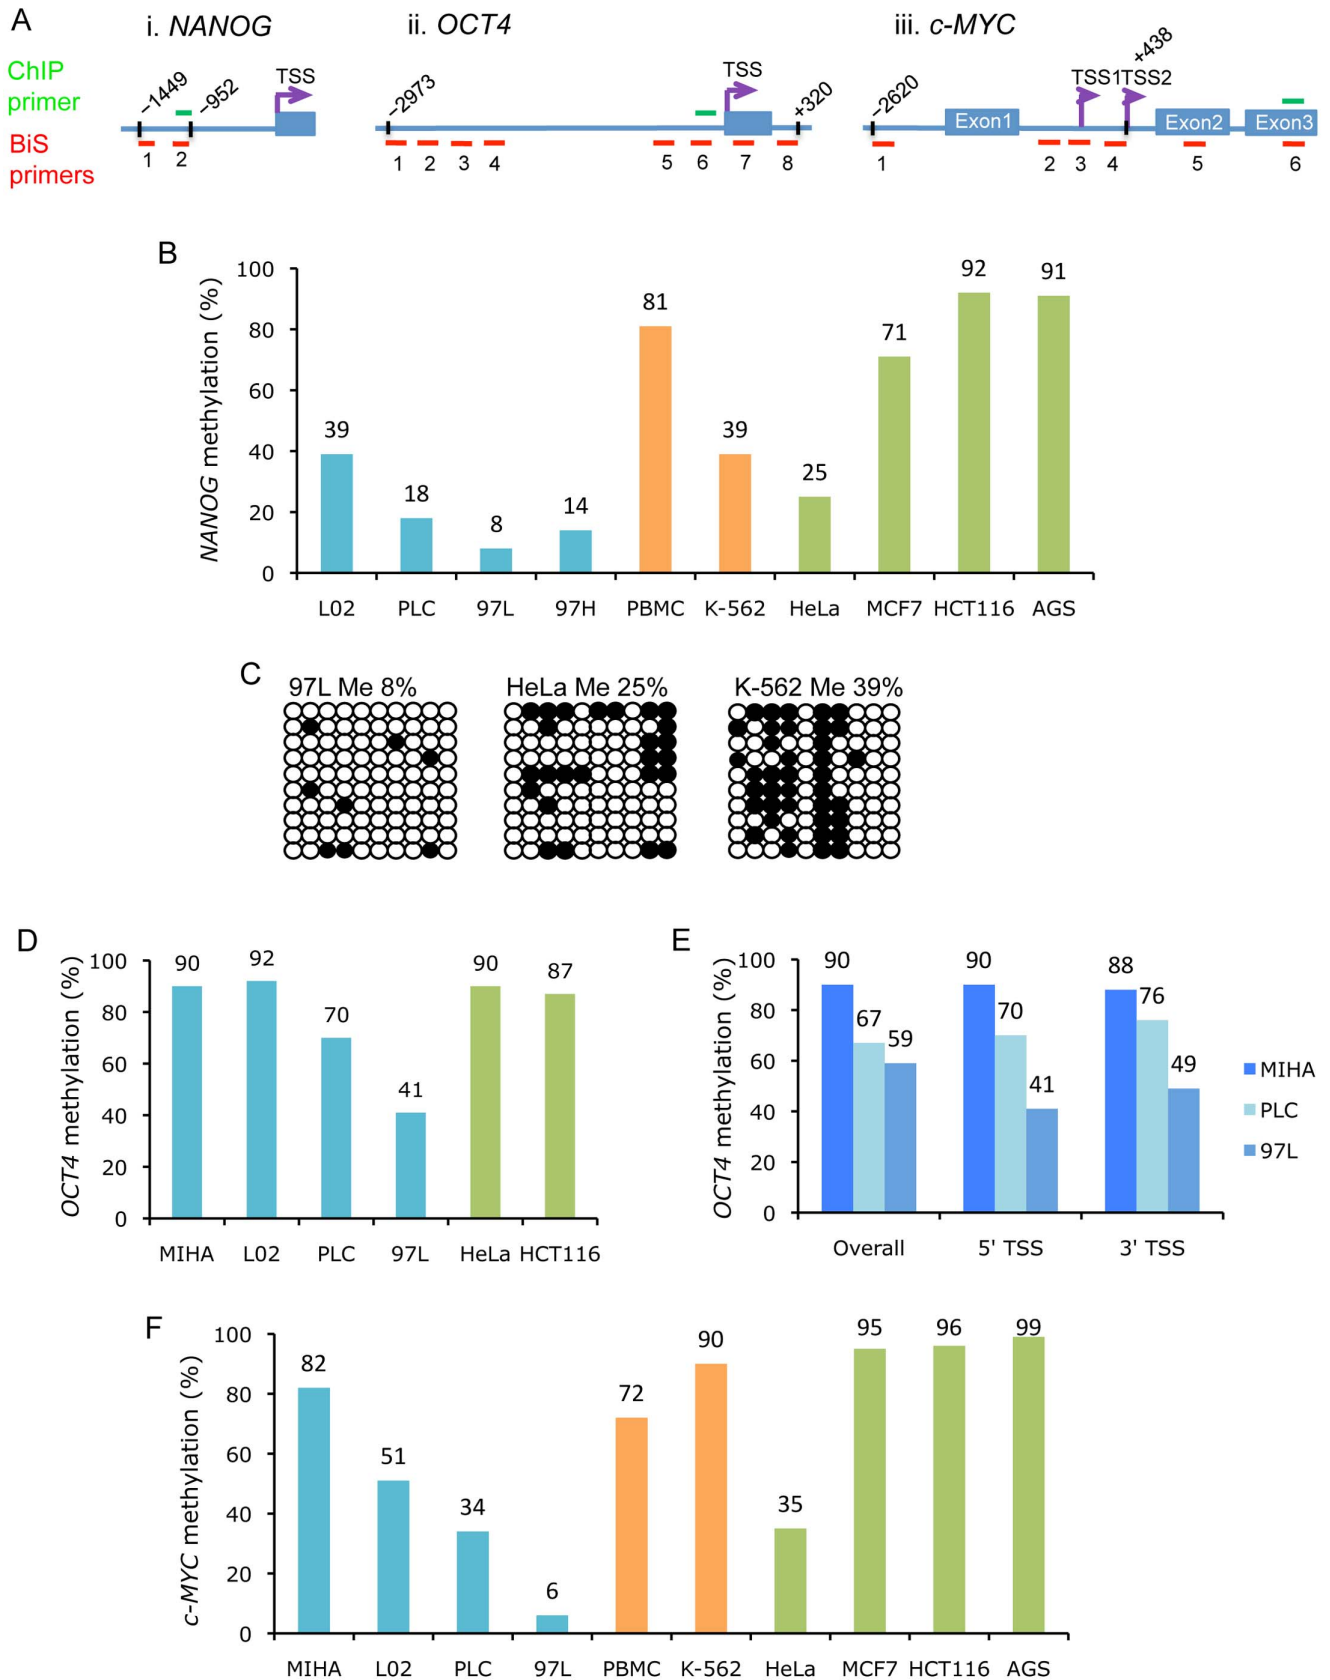 A
i. NANOG
ii. OCT4
iii. c-MYC
ChIP
primer
BiS
primers
−1449
−952
TSS
1 2
−2973
TSS
+320
1 2 3 4 5 6 7 8
−2620
TSS1 TSS2
+438
Exon1 Exon2 Exon3
1 2 3 4 5 6
B
NANOG methylation (%)
100
80
60
40
20
0
39 18 8 14 81 39 25 71 92 91
L02 PLC 97L 97H PBMC K-562 HeLa MCF7 HCT116 AGS
C
97L Me 8% HeLa Me 25% K-562 Me 39%
D
OCT4 methylation (%)
100
80
60
40
20
0
90 92 70 41 90 87
MIHA L02 PLC 97L HeLa HCT116
E
OCT4 methylation (%)
100
80
60
40
20
0
90 67 59 90 70 41 88 76 49
Overall 5' TSS 3' TSS
MIHA
PLC
97L
F
c-MYC methylation (%)
100
80
60
40
20
0
82 51 34 6 72 90 35 95 96 99
MIHA L02 PLC 97L PBMC K-562 HeLa MCF7 HCT116 AGS